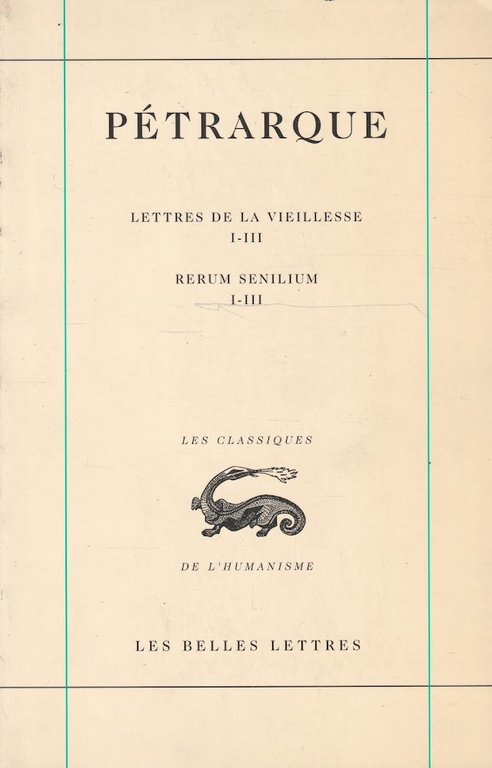 PÉTRARQUE
LETTRES DE LA VIEILLESSE
I-III
RERUM SENILIUM
I-III
LES CLASSIQUES
DE L'HUMANISME
LES BELLES LETTRES